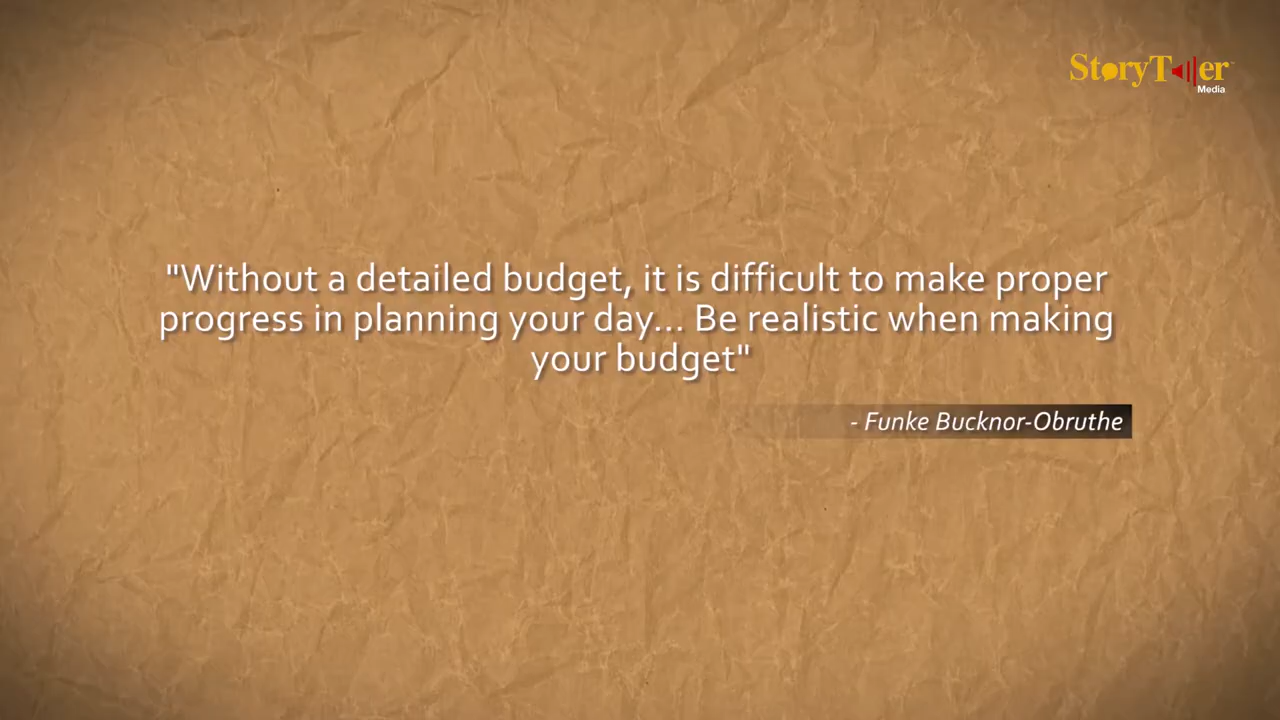 StoryTeller
Media
"Without a detailed budget, it is difficult to make proper
progress in planning your day... Be realistic when making
your budget"
- Funke Bucknor-Obruthe